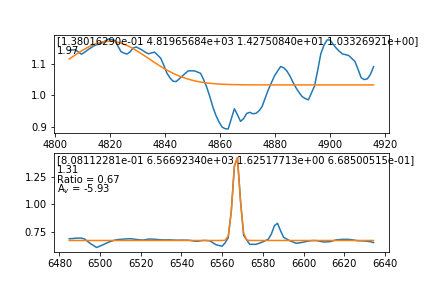 [1.38016290e-01 4.81965684e+03 1.42750840e+01 1.03326921e+00]
1.97
1.1
1.0
0.9
4800 4820 4840 4860 4880 4900 4920
[8.08112281e-01 6.56692340e+03 1.62517713e+00 6.68500515e-01]
1.31
Ratio = 0.67
Av = -5.93
1.25
1.00
0.75
6480 6500 6520 6540 6560 6580 6600 6620 6640